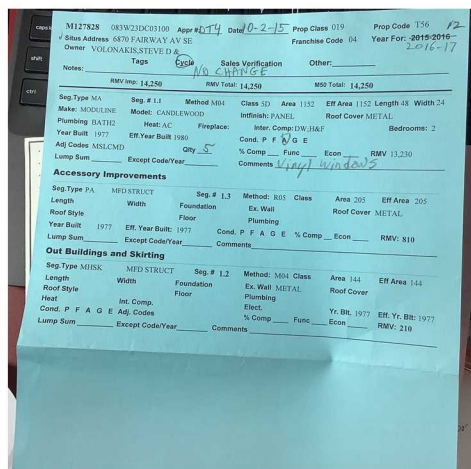 M127828 083W23DC03100 Appr # DT4 Date 10-2-15 Prop Class 019 Prop Code T56 #2
✓ Situs Address 6870 FAIRWAY AV SE Franchise Code 04 Year For: 2015-2016
Owner VOLONAKIS,STEVE D & 2016-17
Tags Cycle Sales Verification Other:
Notes: NO CHANGE
RMV Imp: 14,250 RMV Total: 14,250 M50 Total: 14,250
Seg.Type MA Seg. # 1.1 Method M04 Class 5D Area 1152 Eff Area 1152 Length 48 Width 24
Make: MODULINE Model: CANDLEWOOD Intfinish: PANEL Roof Cover METAL
Plumbing BATH2 Heat: AC Fireplace: Inter. Comp: DW;H&F Bedrooms: 2
Year Built 1977 Eff.Year Built 1980 Cond. P F A G E
Adj Codes MSLCMD Qlty 5 % Comp Func Econ RMV 13,230
Lump Sum Except Code/Year Comments Vinyl windows
Accessory Improvements
Seg.Type PA MFD STRUCT Seg. # 1.3 Method: R05 Class Area 205 Eff Area 205
Length Width Foundation Ex. Wall Roof Cover METAL
Roof Style Floor Plumbing
Year Built 1977 Eff. Year Built: 1977 Cond. P F A G E % Comp Econ RMV: 810
Lump Sum Except Code/Year Comments
Out Buildings and Skirting
Seg.Type MHSK MFD STRUCT Seg. # 1.2 Method: M04 Class Area 144 Eff Area 144
Length Width Foundation Ex. Wall METAL Roof Cover
Roof Style Floor Plumbing
Heat Int. Comp. Elect. Yr. Blt: 1977 Eff. Yr. Blt: 1977
Cond. P F A G E Adj. Codes % Comp Func Econ RMV: 210
Lump Sum Except Code/Year Comments
caps lock
shift
ctrl